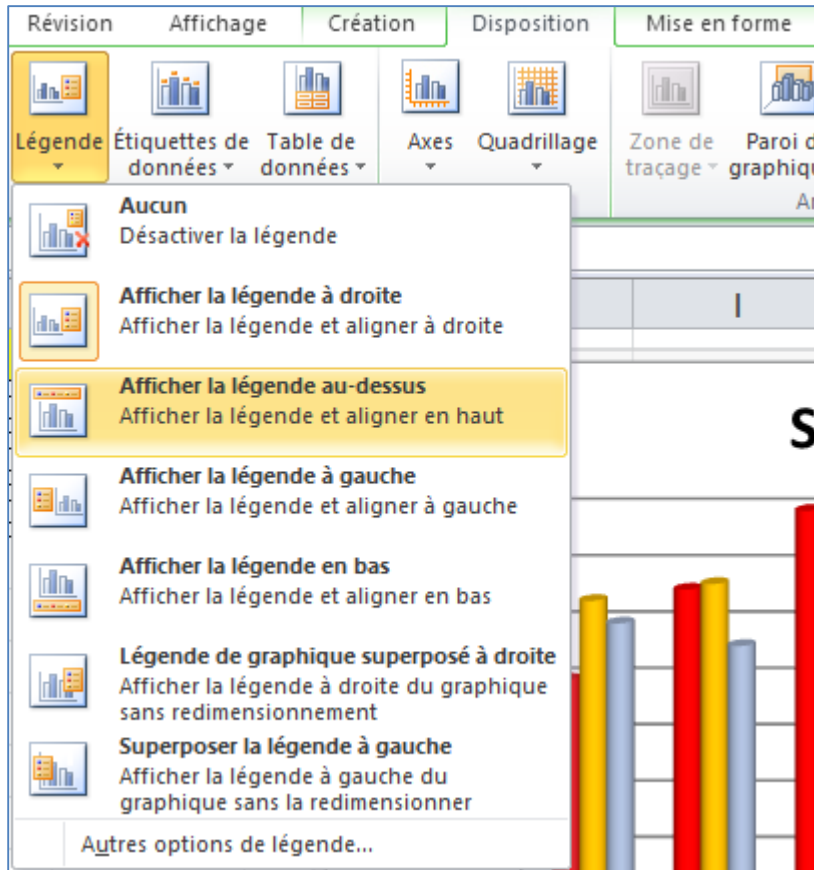 Révision Affichage Création Disposition Mise en forme
Légende Étiquettes de données Table de données Axes Quadrillage Zone de traçage
Paroi
Aucun
Désactiver la légende
Afficher la légende à droite
Afficher la légende et aligner à droite
I
Afficher la légende au-dessus
Afficher la légende et aligner en haut
S
Afficher la légende à gauche
Afficher la légende et aligner à gauche
Afficher la légende en bas
Afficher la légende et aligner en bas
Légende de graphique superposé à droite
Afficher la légende à droite du graphique
sans redimensionnement
Superposer la légende à gauche
Afficher la légende à gauche du
graphique sans la redimensionner
Autres options de légende...